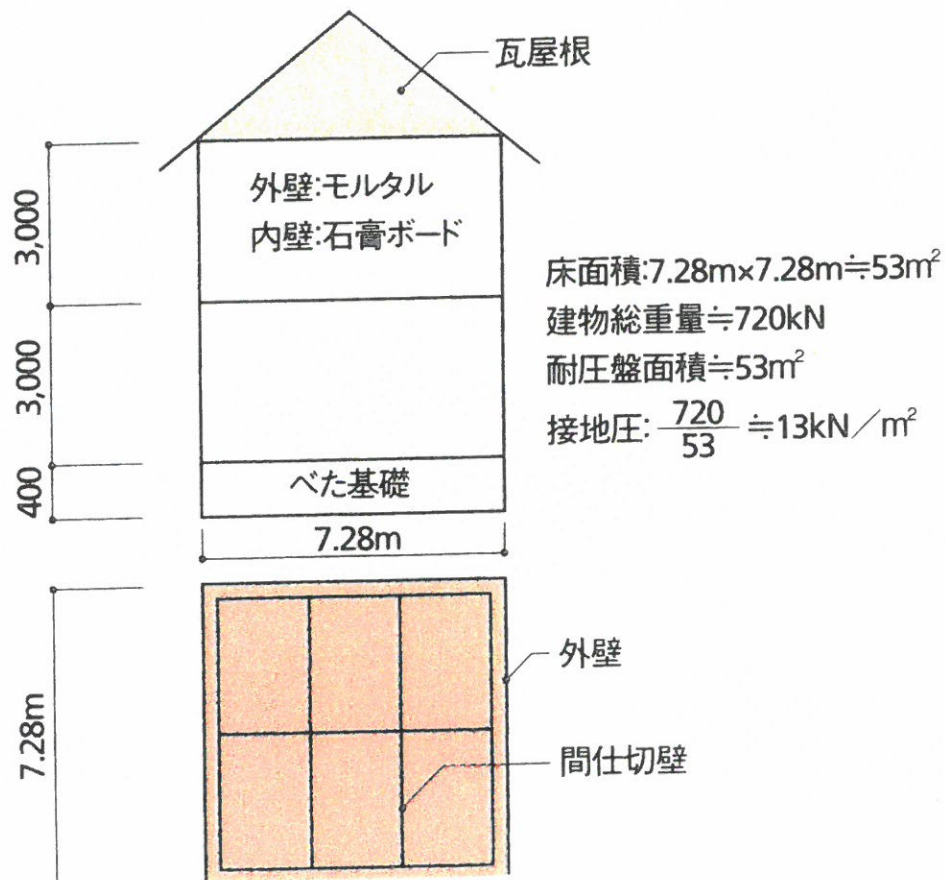 瓦屋根
外壁:モルタル
内壁:石膏ボード
3,000
3,000
400
べた基礎
7.28m
床面積:7.28m×7.28m≒53m²
建物総重量≒720kN
耐圧盤面積≒53m²
接地圧: 720/53 ≒13kN/m²
7.28m
外壁
間仕切壁